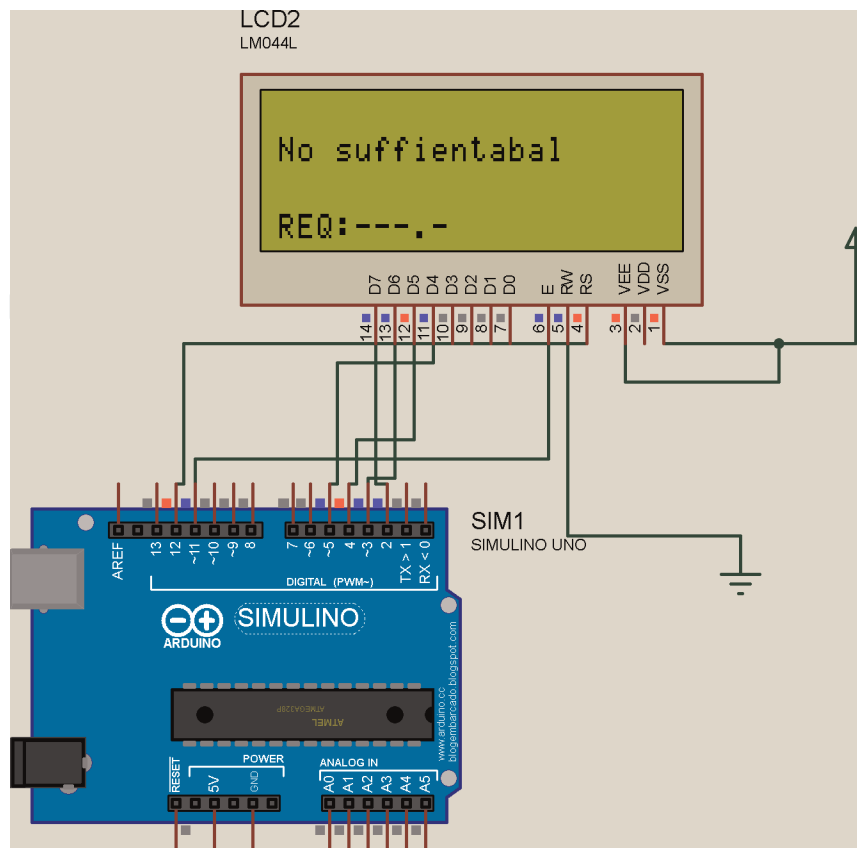 LCD2
LM044L
No suffientabal
REQ:---.-
D7 D6 D5 D4 D3 D2 D1 D0 E RW RS VEE VDD VSS
14 13 12 11 10 9 8 7 6 5 4 3 2 1
SIM1
SIMULINO UNO
AREF 13 12 ~11 ~10 ~9 8 7 ~6 ~5 4 ~3 2 TX > 1 RX < 0
DIGITAL (PWM~)
SIMULINO
ARDUINO
www.arduino.cc
blogembarcado.blogspot.com
ATMEGA328P
ATMEL
RESET 5V GND
POWER
ANALOG IN
A0 A1 A2 A3 A4 A5